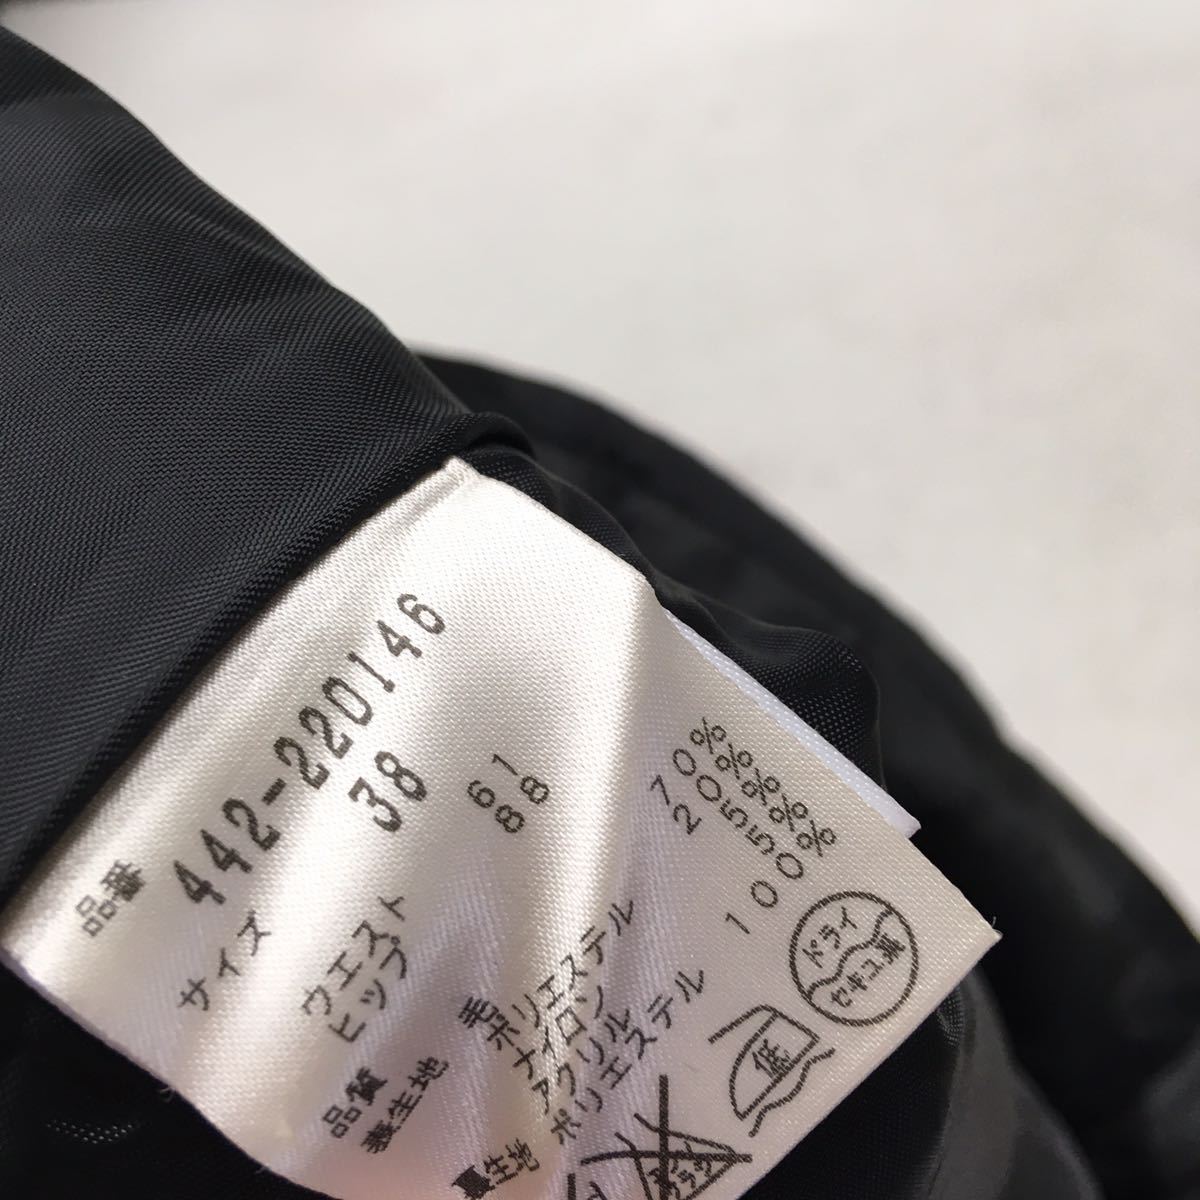 品番 442-220146
サイズ 38
ウエスト 61
ヒップ 88
品質
表生地 毛 70%
ポリエステル 20%
ナイロン 5%
アクリル 5%
裏生地 ポリエステル 100%
ドライ
セキユ系
低